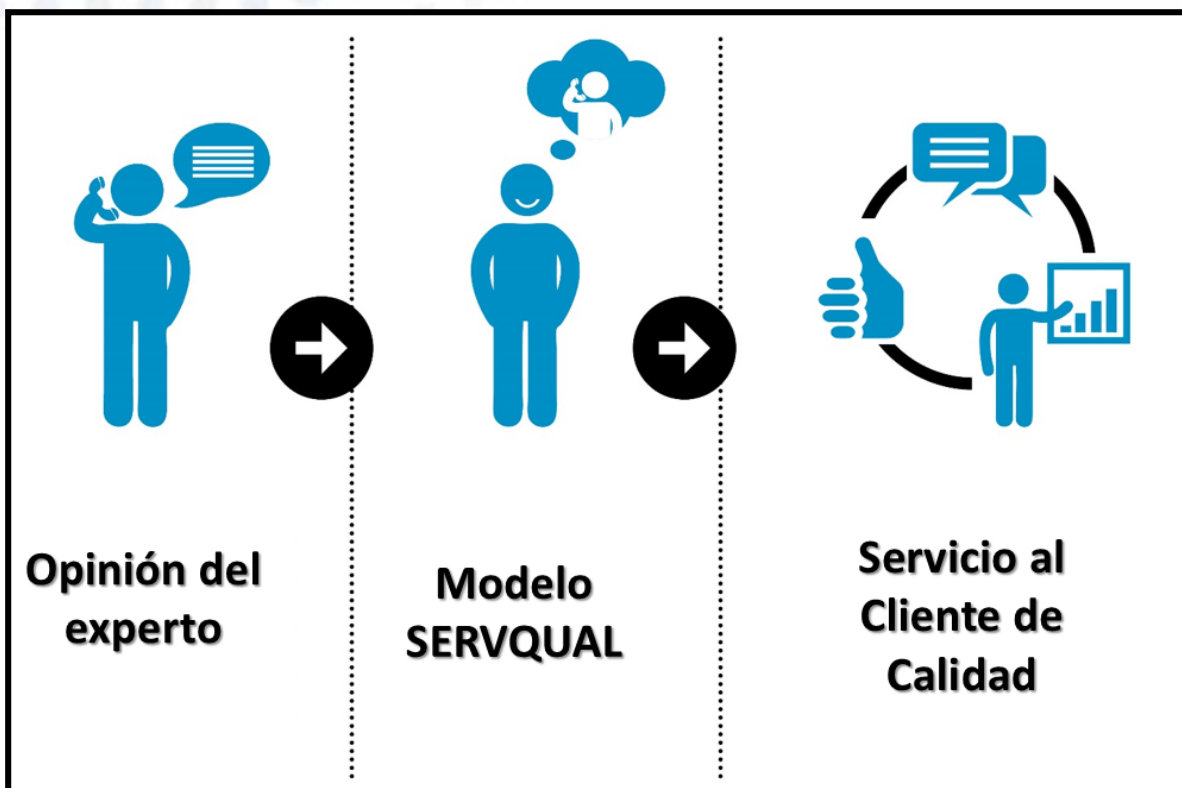 Opinión del
experto
Modelo
SERVQUAL
Servicio al
Cliente de
Calidad